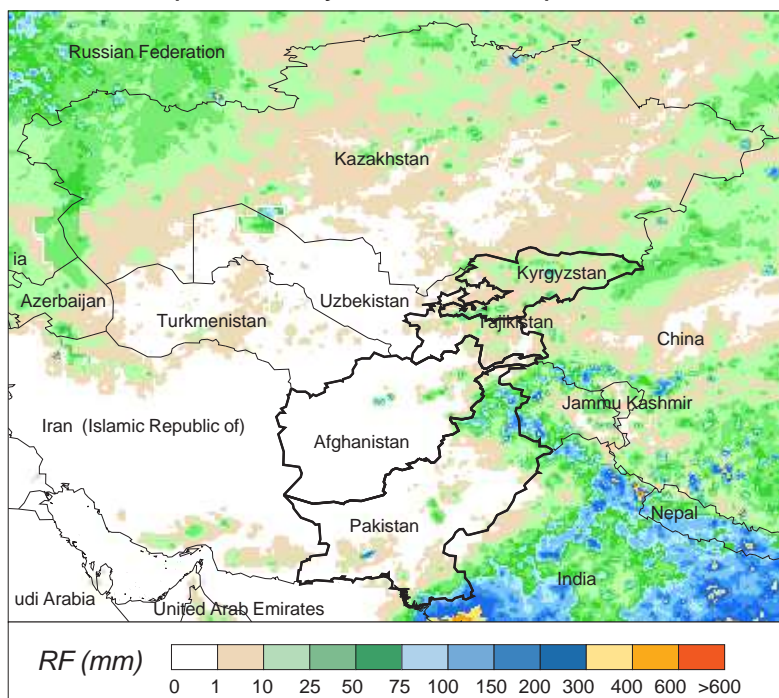 Russian Federation
Kazakhstan
ia
Kyrgyzstan
Azerbaijan
Uzbekistan
Turkmenistan
Tajikistan
China
Jammu Kashmir
Iran (Islamic Republic of)
Afghanistan
Nepal
Pakistan
India
udi Arabia
United Arab Emirates
RF (mm)
0 1 10 25 50 75 100 150 200 300 400 600 >600